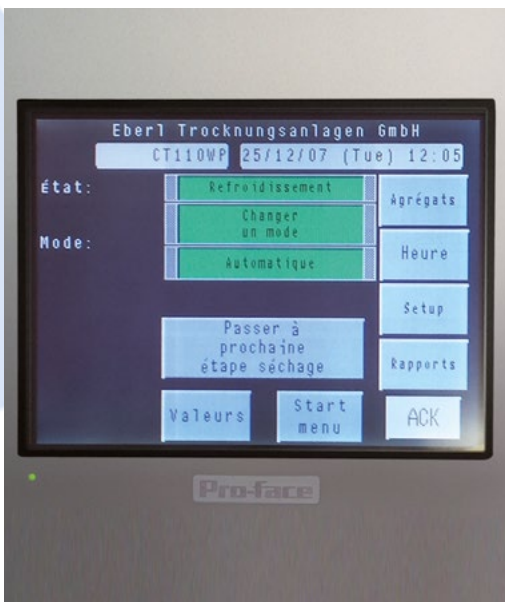 Eberl Trocknungsanlagen GmbH
CT110WP 25/12/07 (Tue) 12:05
État:
Refroidissement
Agrégats
Changer
un mode
Mode:
Automatique
Heure
Setup
Passer à
prochaine
étape séchage
Rapports
Valeurs
Start
menu
ACK
Pro-face